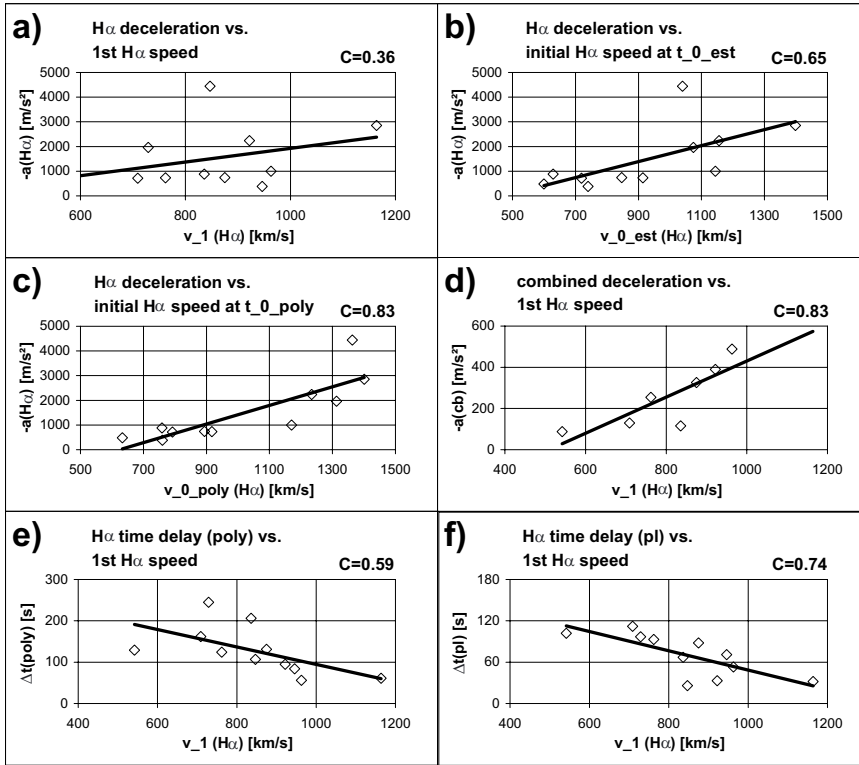 a)
Hα deceleration vs.
1st Hα speed
C=0.36
5000
4000
3000
2000
1000
0
-a(Hα) [m/s²]
600 800 1000 1200
v_1 (Hα) [km/s]
b)
Hα deceleration vs.
initial Hα speed at t_0_est
C=0.65
5000
4000
3000
2000
1000
0
-a(Hα) [m/s²]
500 700 900 1100 1300 1500
v_0_est (Hα) [km/s]
c)
Hα deceleration vs.
initial Hα speed at t_0_poly
C=0.83
5000
4000
3000
2000
1000
0
-a(Hα) [m/s²]
500 700 900 1100 1300 1500
v_0_poly (Hα) [km/s]
d)
combined deceleration vs.
1st Hα speed
C=0.83
600
400
200
0
-a(cb) [m/s²]
400 600 800 1000 1200
v_1 (Hα) [km/s]
e)
Hα time delay (poly) vs.
1st Hα speed
C=0.59
300
200
100
0
Δt(poly) [s]
400 600 800 1000 1200
v_1 (Hα) [km/s]
f)
Hα time delay (pl) vs.
1st Hα speed
C=0.74
180
120
60
0
Δt(pl) [s]
400 600 800 1000 1200
v_1 (Hα) [km/s]